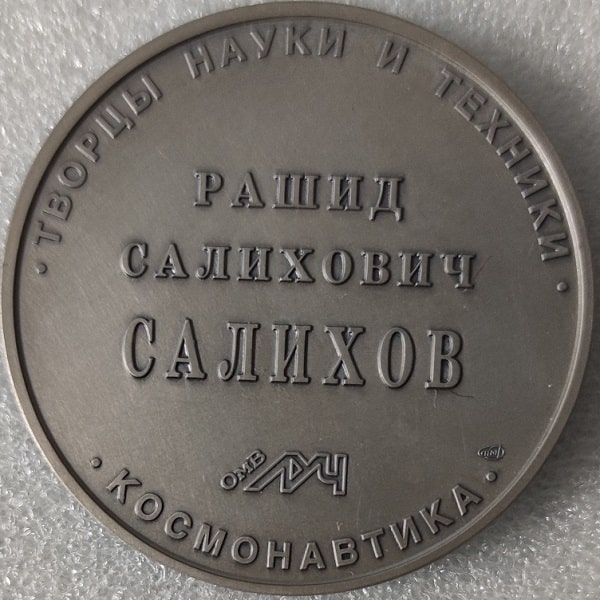 · ТВОРЦЫ НАУКИ И ТЕХНИКИ ·
РАШИД
САЛИХОВИЧ
САЛИХОВ
ОМВ
· КОСМОНАВТИКА ·